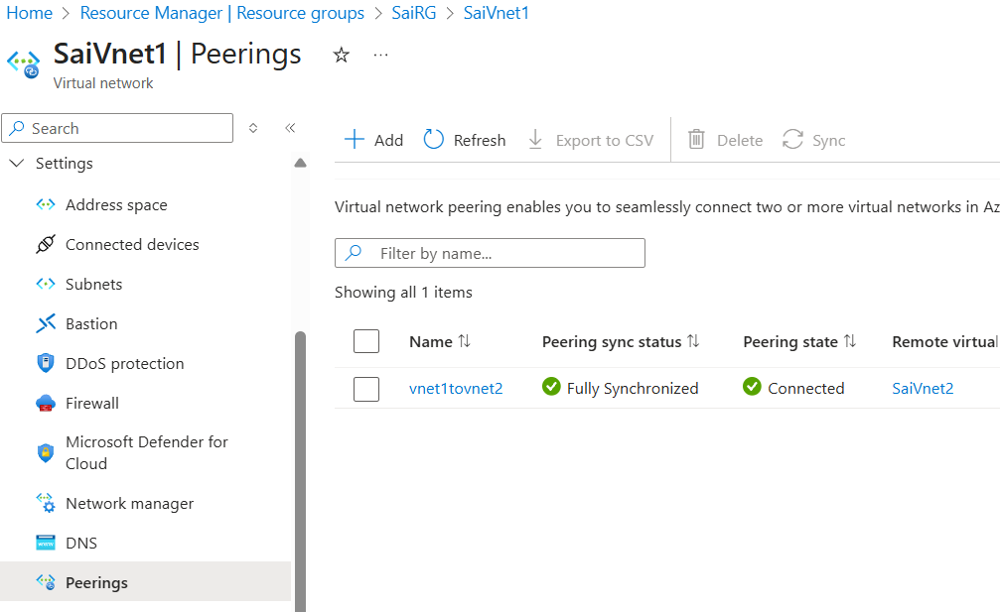 Home > Resource Manager | Resource groups > SaiRG > SaiVnet1
SaiVnet1 | Peerings
Virtual network
Search
Add
Refresh
Export to CSV
Delete
Sync
Settings
Address space
Connected devices
Subnets
Bastion
DDoS protection
Firewall
Microsoft Defender for
Cloud
Network manager
DNS
Peerings
Virtual network peering enables you to seamlessly connect two or more virtual networks in Az
Filter by name...
Showing all 1 items
Name Peering sync status Peering state Remote virtual
vnet1tovnet2 Fully Synchronized Connected SaiVnet2